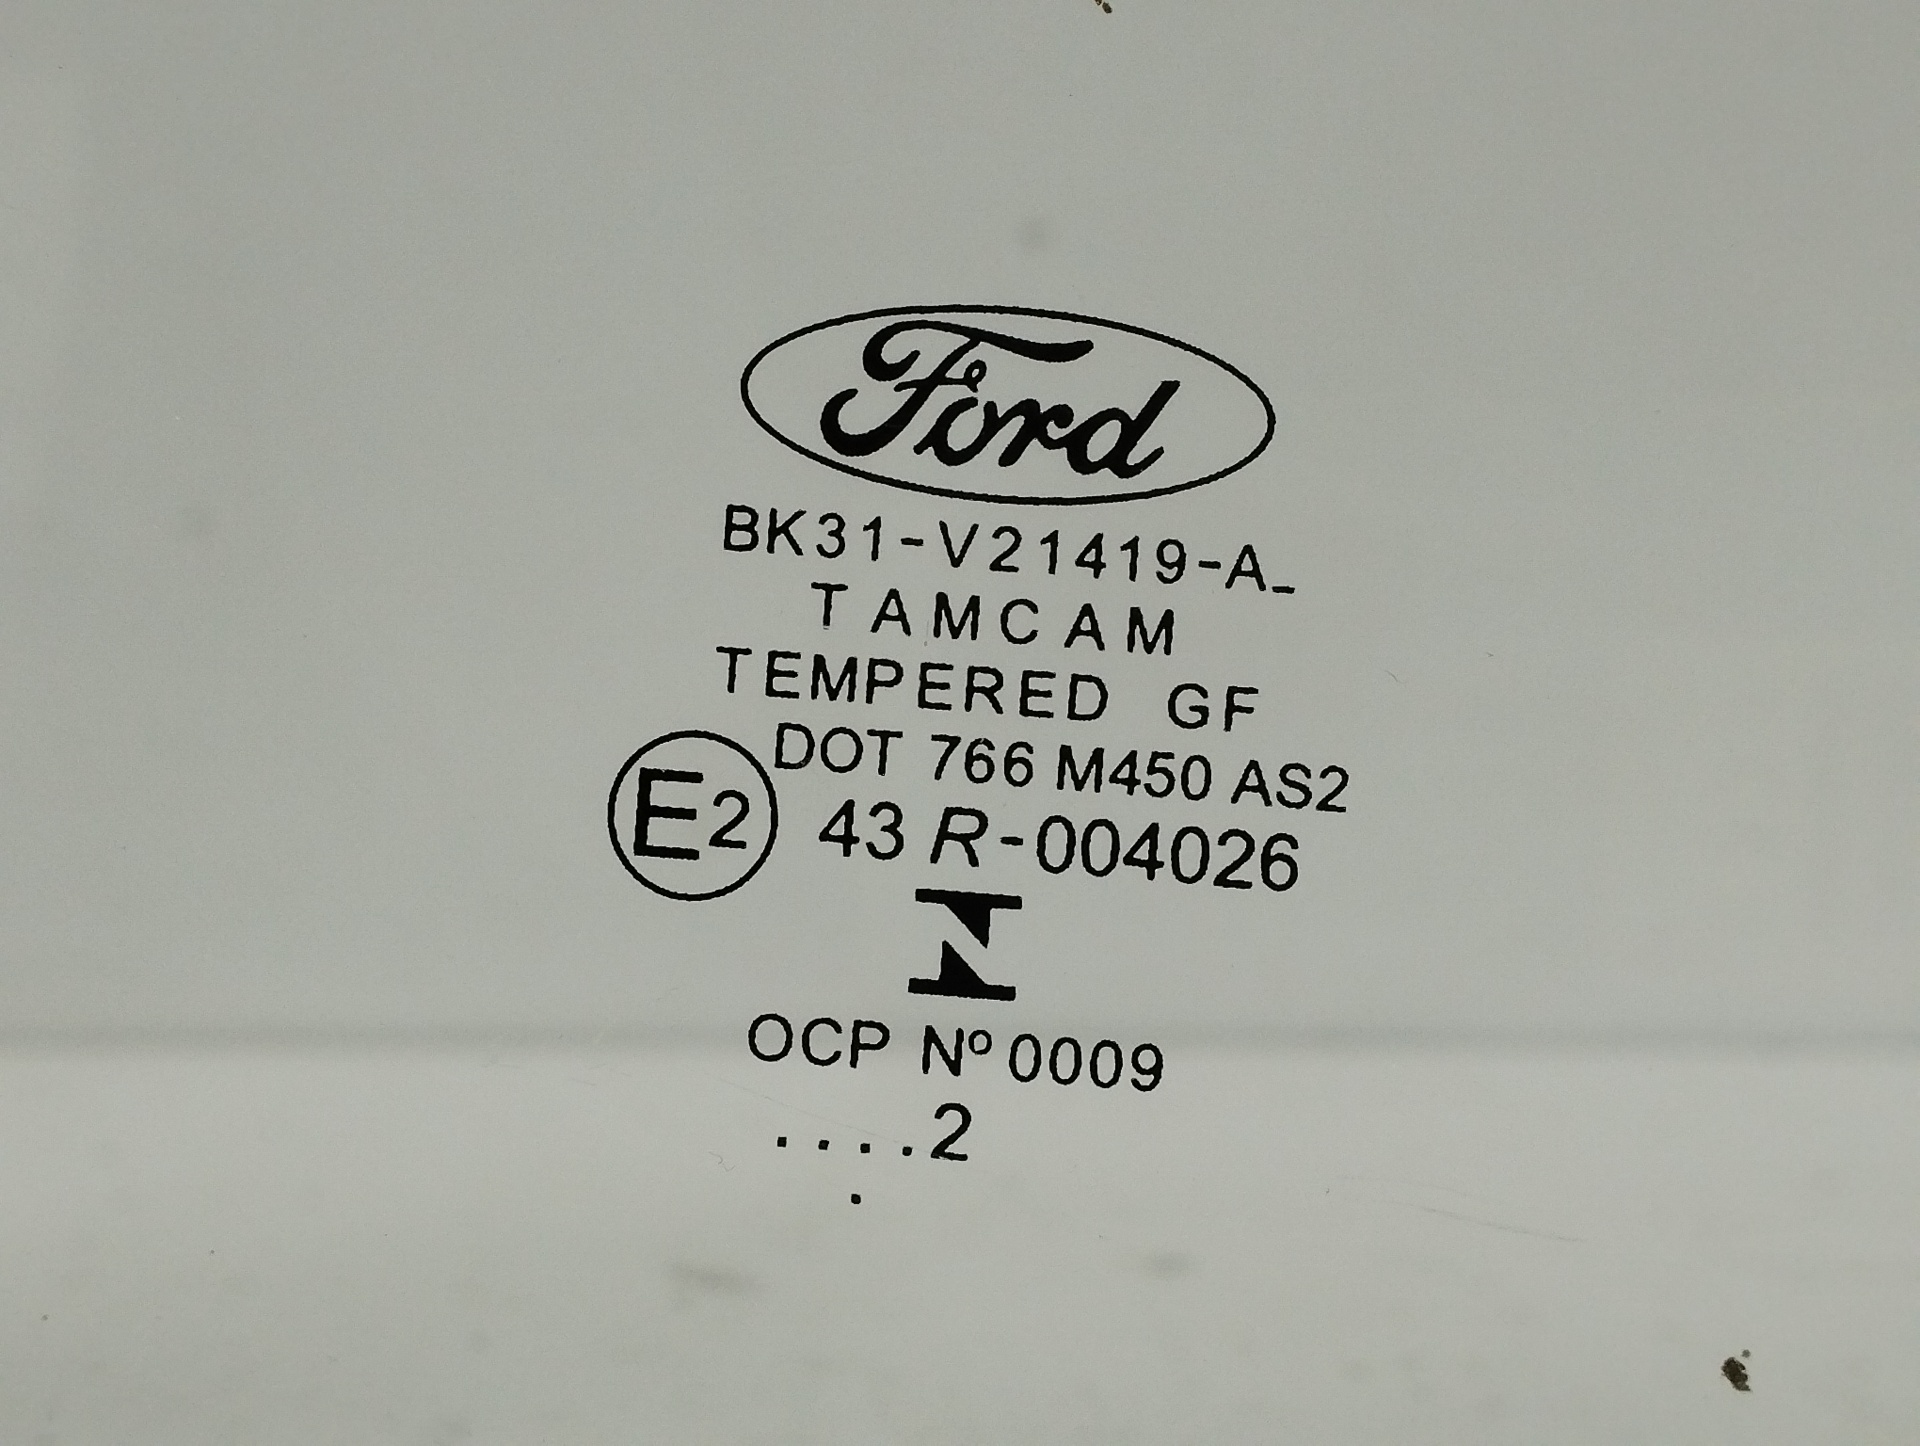 Ford
BK31-V21419-A_
TAMCAM
TEMPERED GF
DOT 766 M450 AS2
E2 43 R-004026
OCP Nº 0009
....2
.